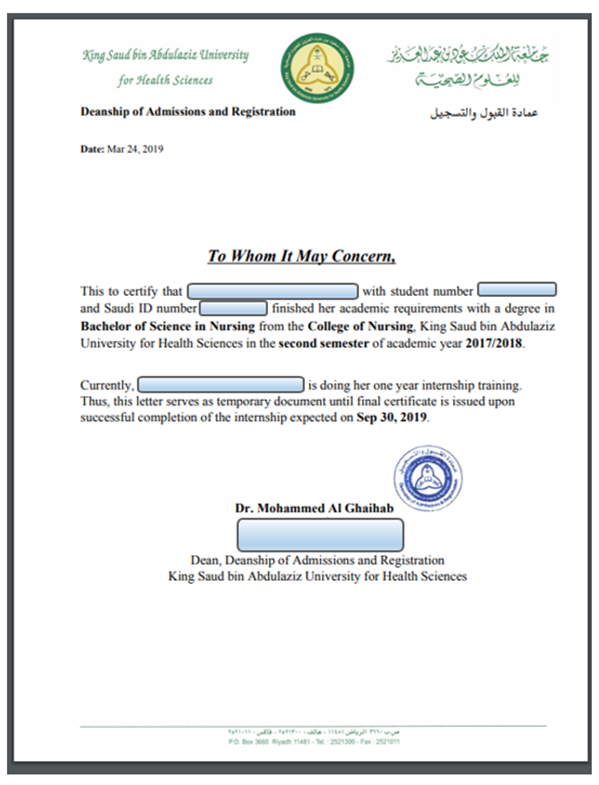 King Saud bin Abdulaziz University
for Health Sciences
جامعة الملك سعود بن عبد العزيز
للعلوم الصحية
Deanship of Admissions and Registration
عمادة القبول والتسجيل
Date: Mar 24, 2019
To Whom It May Concern,
This to certify that with student number
and Saudi ID number finished her academic requirements with a degree in
Bachelor of Science in Nursing from the College of Nursing, King Saud bin Abdulaziz
University for Health Sciences in the second semester of academic year 2017/2018.
Currently, is doing her one year internship training.
Thus, this letter serves as temporary document until final certificate is issued upon
successful completion of the internship expected on Sep 30, 2019.
عمادة القبول والتسجيل
Deanship of Admissions & Registration
Dr. Mohammed Al Ghaihab
Dean, Deanship of Admissions and Registration
King Saud bin Abdulaziz University for Health Sciences
ص.ب ٣٦٦٠ الرياض ١١٤٨١ - هاتف: ٢٥٢١٣٠٠ - فاكس: ٢٥٢١٠١١
P.O. Box 3660 Riyadh 11481 - Tel.: 2521300 - Fax: 2521011